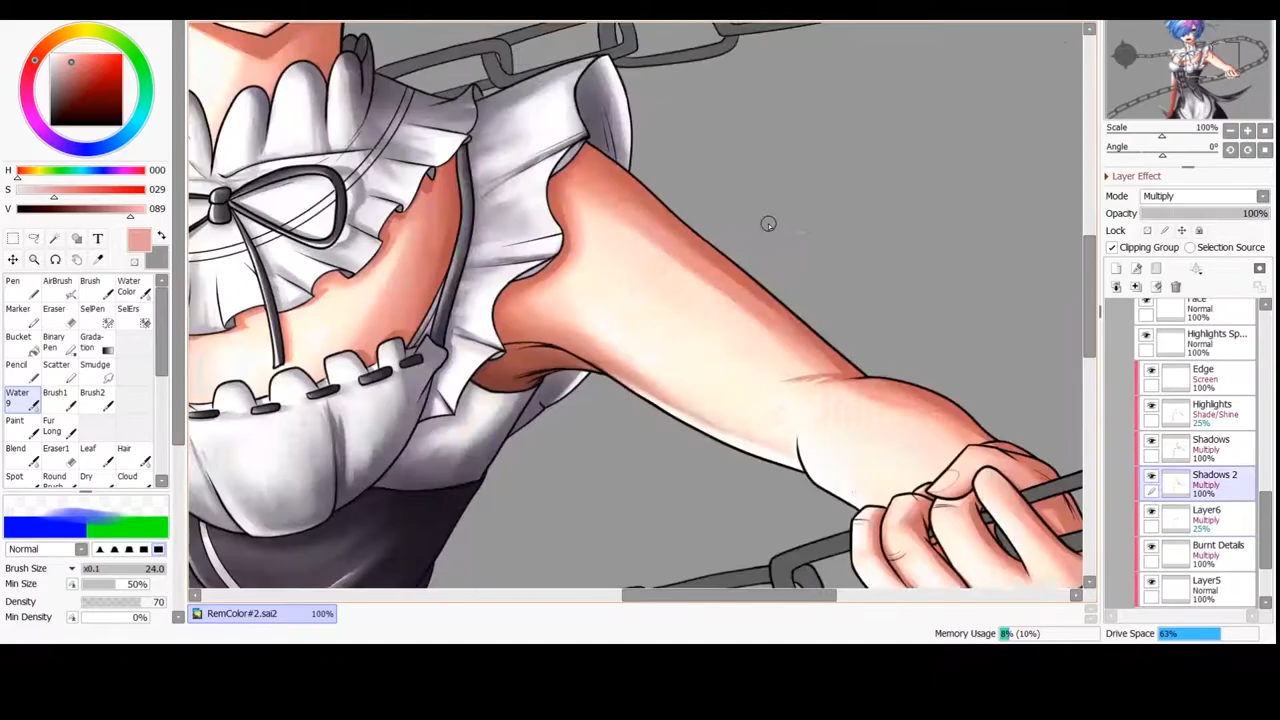 H 000
S 029
V 089
T
Pen AirBrush Brush Water Color
Marker Eraser SelPen SelErs
Bucket Binary Pen Grada- tion
Pencil Scatter Smudge
Water 9 Brush1 Brush2
Paint Fur Long
Blend Eraser1 Leaf Hair
Spot Round Brush Dry Cloud
Normal
Brush Size x0.1 24.0
Min Size 50%
Density 70
Min Density 0%
RemColor#2.sai2 100%
Memory Usage 8% (10%)
Drive Space 63%
Scale 100%
Angle 0°
Layer Effect
Mode Multiply
Opacity 100%
Lock
Clipping Group Selection Source
Face
Normal
100%
Highlights Sp...
Normal
100%
Edge
Screen
100%
Highlights
Shade/Shine
25%
Shadows
Multiply
100%
Shadows 2
Multiply
100%
Layer6
Multiply
25%
Burnt Details
Multiply
100%
Layer5
Normal
100%